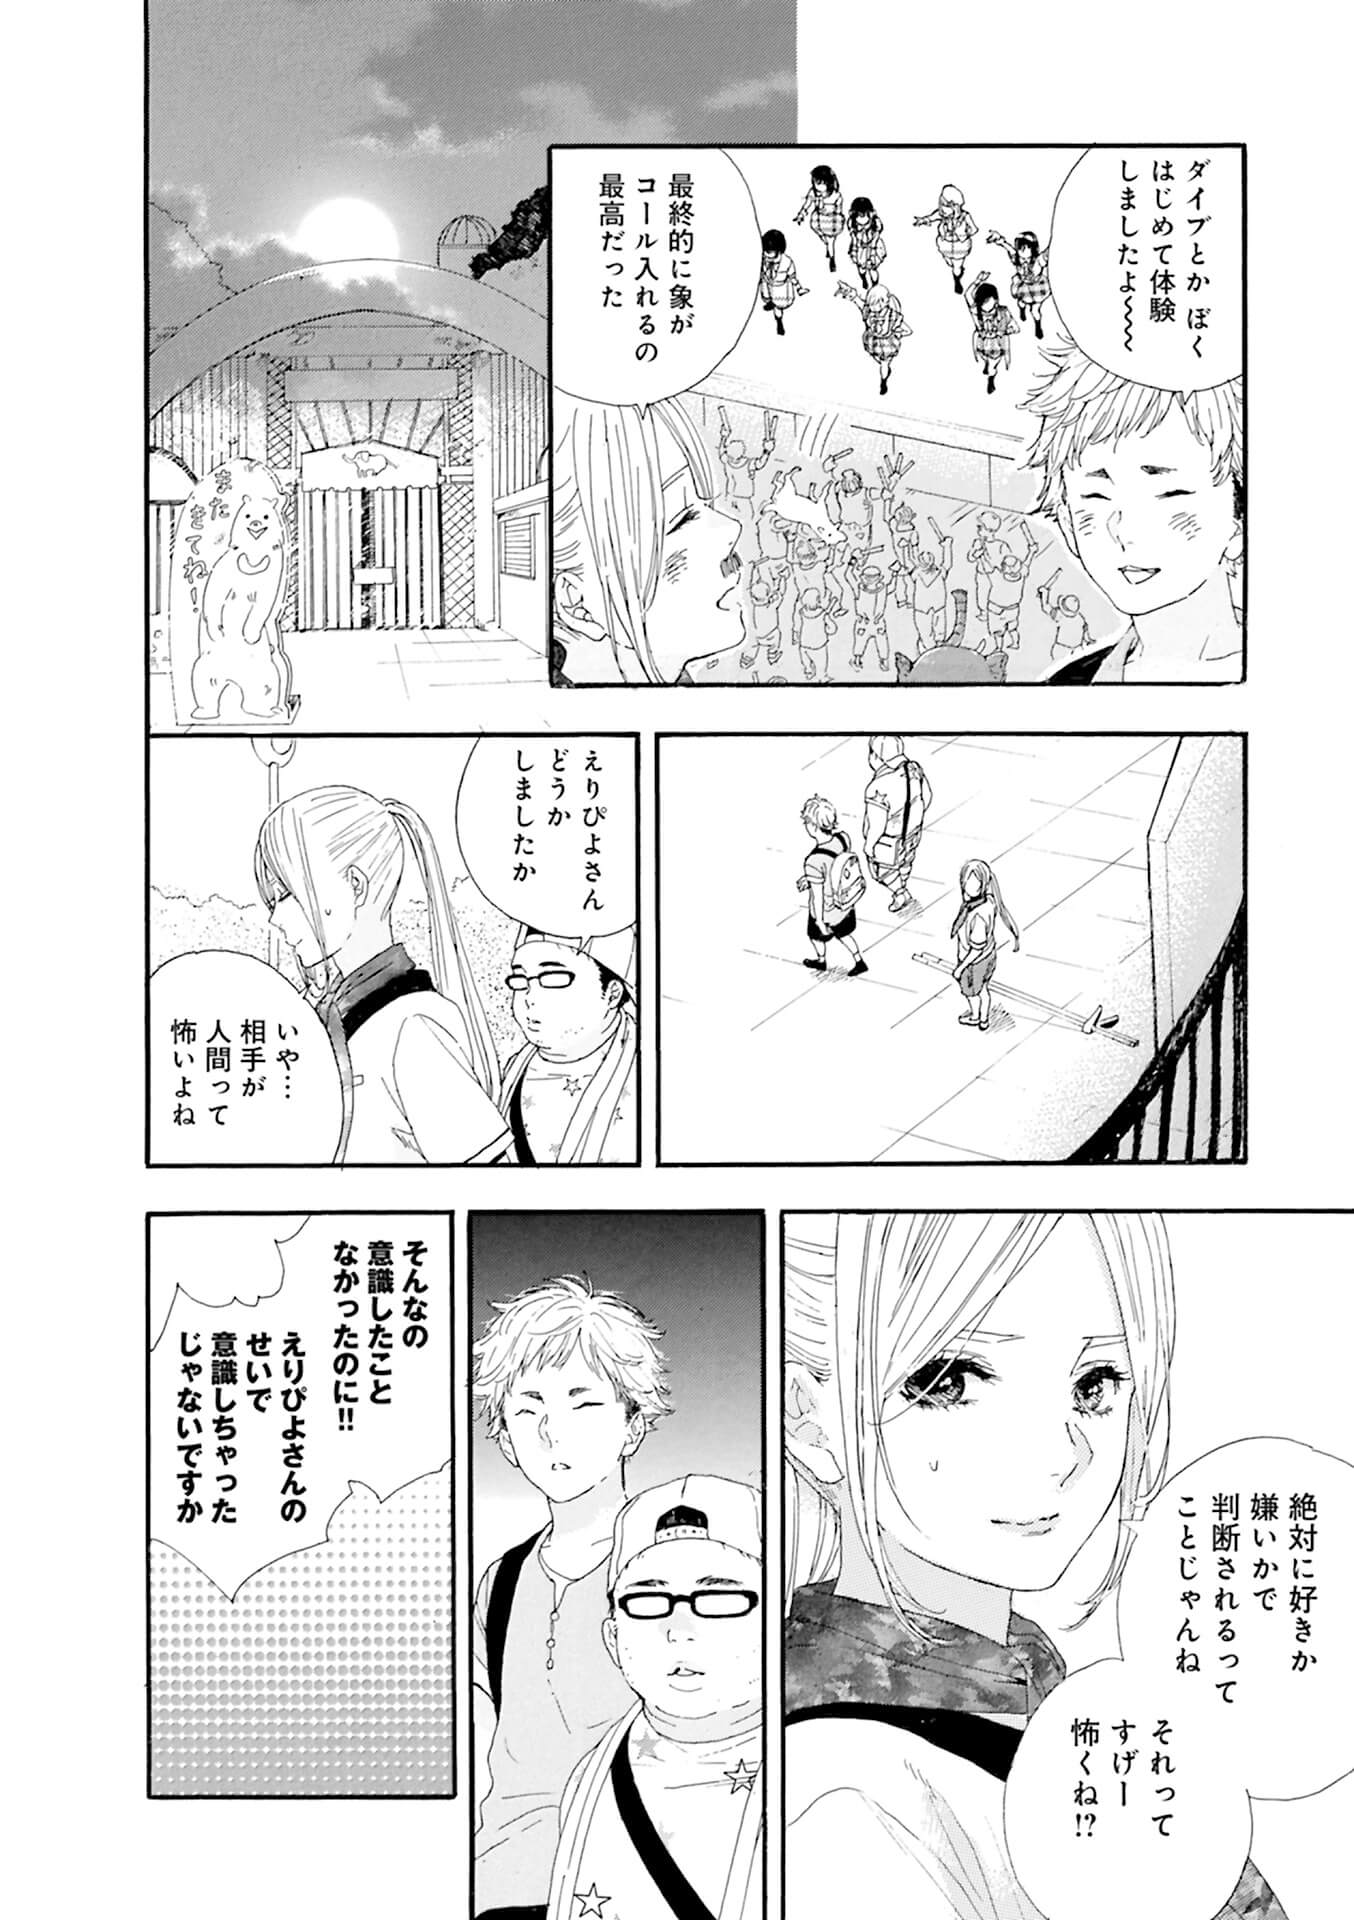 ダイブとか ぼく
はじめて体験
しましたよ〜〜〜
最終的に象が
コール入れるの
最高だった
またきてね!
えりぴよさん
どうか
しましたか
いや…
相手が
人間って
怖いよね
絶対に好きか
嫌いかで
判断されるって
ことじゃんね
それって
すげー
怖くね!?
そんなの
意識したこと
なかったのに!!
えりぴよさんの
せいで
意識しちゃった
じゃないですか